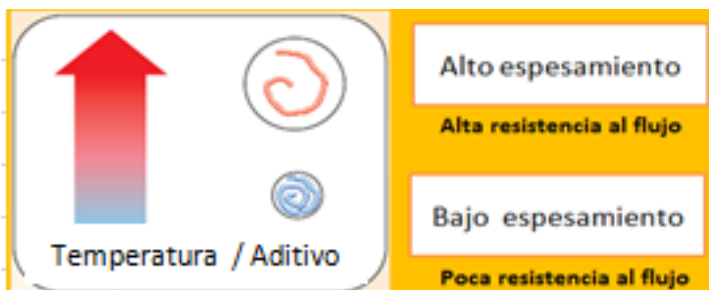 Temperatura / Aditivo
Alto espesamiento
Alta resistencia al flujo
Bajo espesamiento
Poca resistencia al flujo